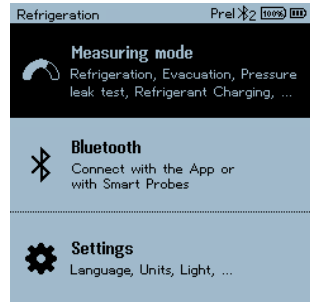 Refrigeration Prel 2 100%
Measuring mode
Refrigeration, Evacuation, Pressure
leak test, Refrigerant Charging, ...
Bluetooth
Connect with the App or
with Smart Probes
Settings
Language, Units, Light, ...